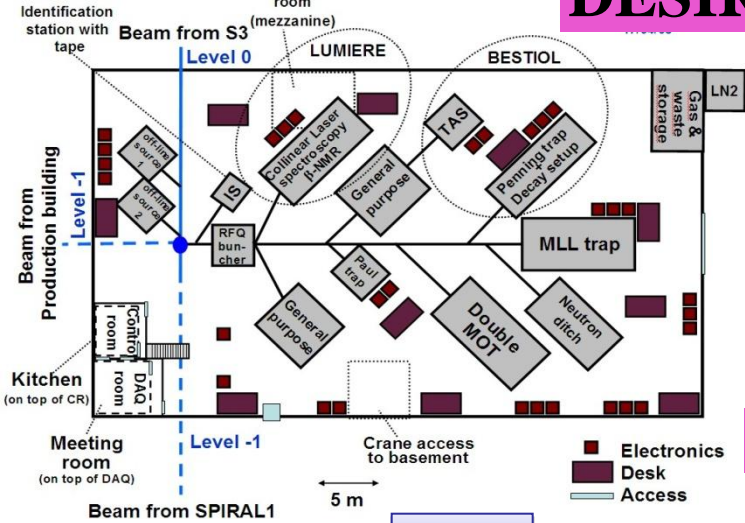 DESIR
Identification
station with
tape
room
(mezzanine)
Beam from S3
Level 0
LUMIERE
BESTIOL
Gas &
waste
storage
LN2
off-line
source
1
off-line
source
2
IS
Collinear Laser
spectroscopy
β-NMR
General
purpose
TAS
Penning trap
+
Decay setup
Beam from
Production building
Level -1
RFQ
bun-
cher
MLL trap
Paul
trap
General
purpose
Double
MOT
Neutron
ditch
Control
room
DAQ
room
Kitchen
(on top of CR)
Meeting
room
(on top of DAQ)
Level -1
Crane access
to basement
Beam from SPIRAL1
5 m
Electronics
Desk
Access